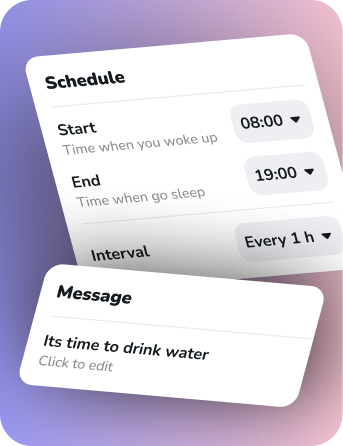 Schedule
Start
Time when you woke up
08:00
End
Time when go sleep
19:00
Interval
Every 1 h
Message
Its time to drink water
Click to edit